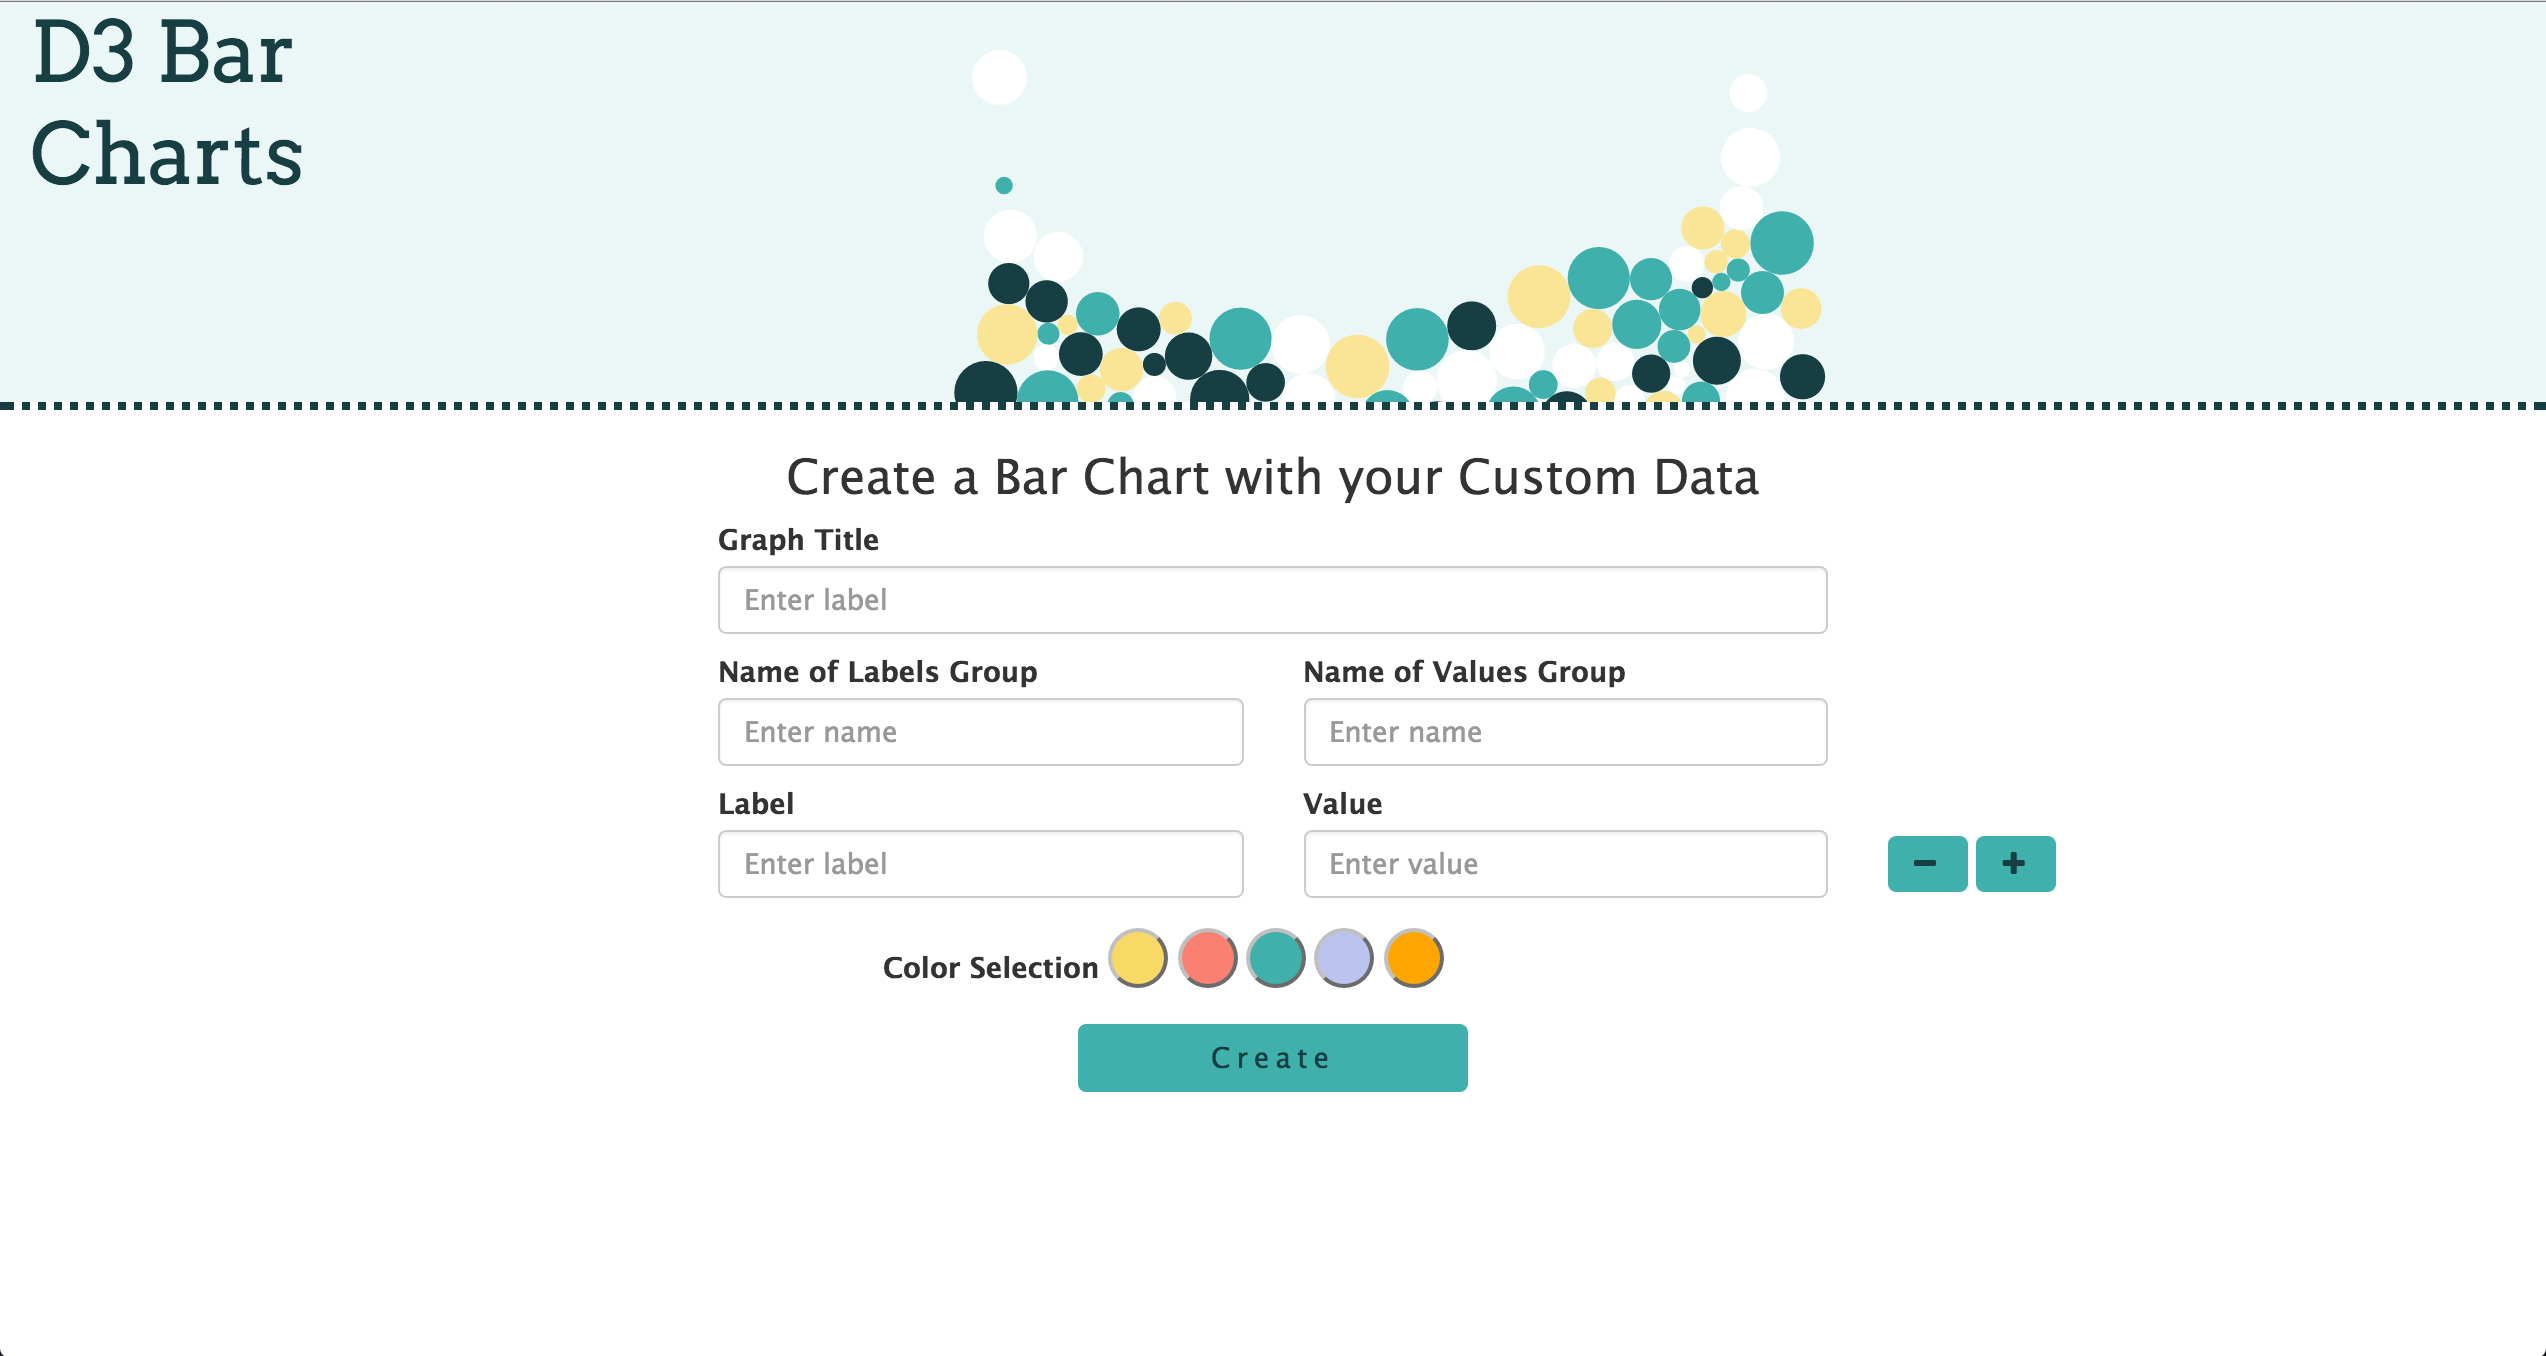 D3 Bar
Charts
Create a Bar Chart with your Custom Data
Graph Title
Enter label
Name of Labels Group
Name of Values Group
Enter name
Enter name
Label
Value
Enter label
Enter value
Color Selection
Create